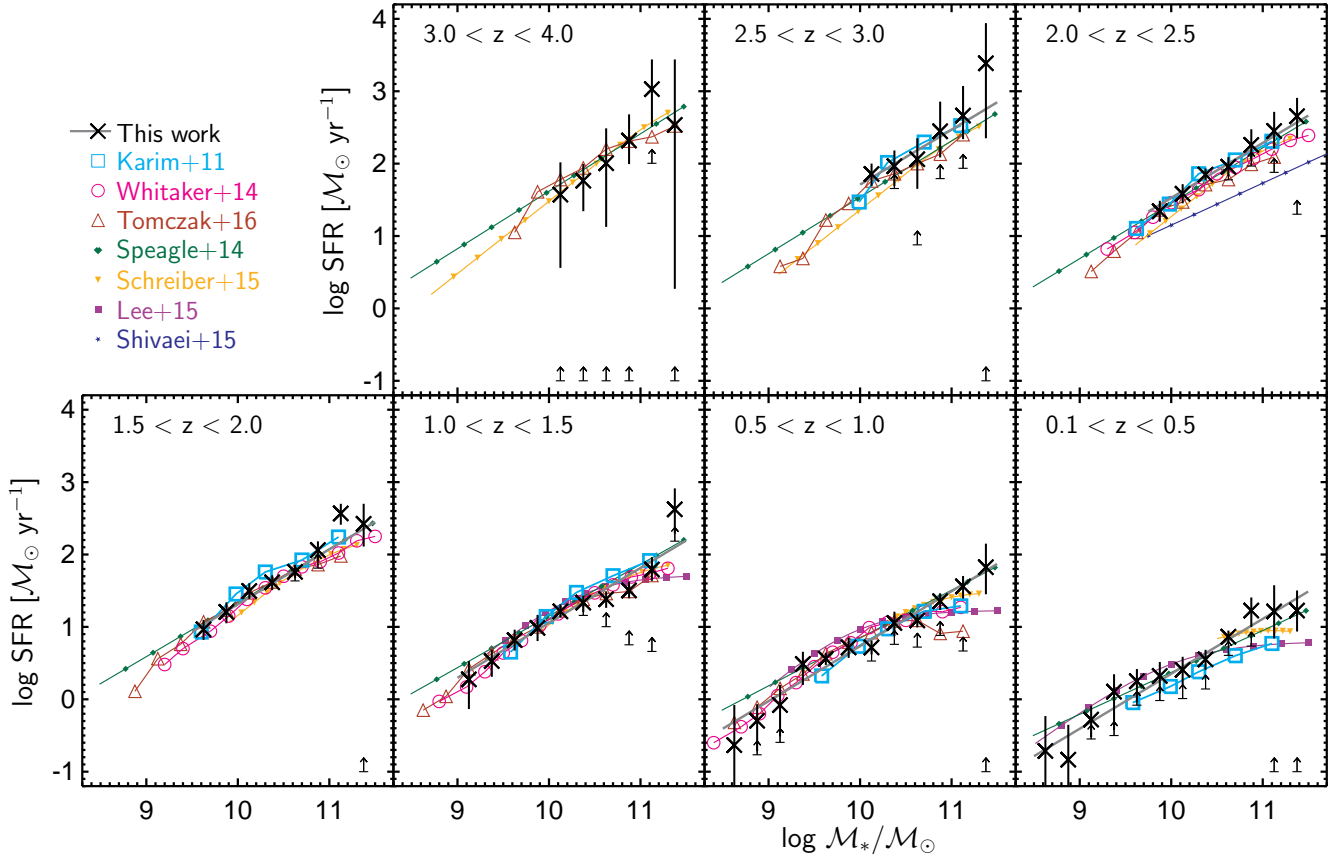 4
3
2
1
0
-1
log SFR [ℳ⊙ yr⁻¹]
3.0 < z < 4.0
2.5 < z < 3.0
2.0 < z < 2.5
This work
Karim+11
Whitaker+14
Tomczak+16
Speagle+14
Schreiber+15
Lee+15
Shivaei+15
4
3
2
1
0
-1
log SFR [ℳ⊙ yr⁻¹]
1.5 < z < 2.0
1.0 < z < 1.5
0.5 < z < 1.0
0.1 < z < 0.5
9 10 11 9 10 11 9 10 11 9 10 11
log ℳ*/ℳ⊙